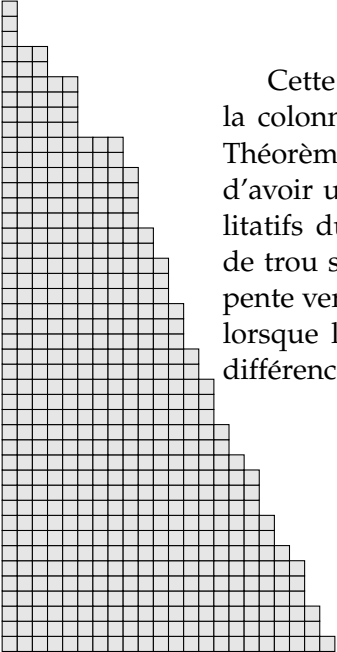 Cette
la colonn
Théorèm
d'avoir u
litatifs du
de trou s
pente ver
lorsque l
différenc